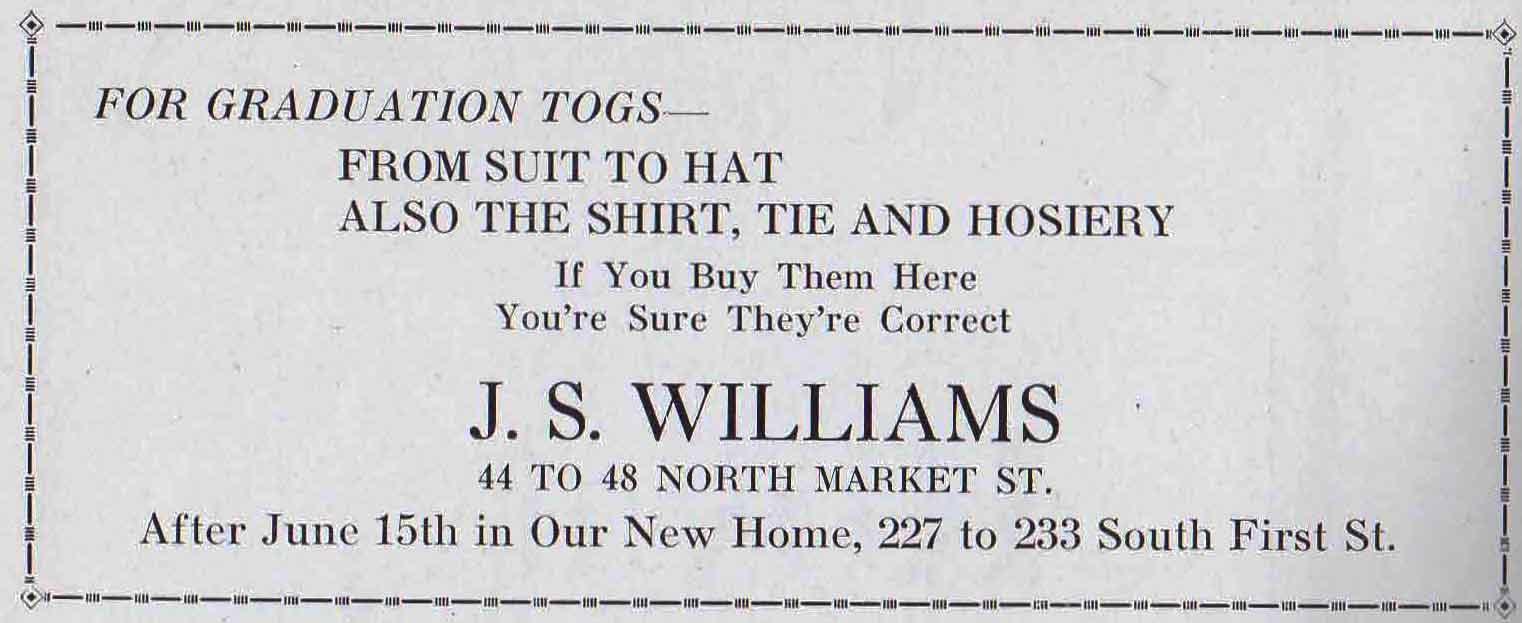 FOR GRADUATION TOGS—
FROM SUIT TO HAT
ALSO THE SHIRT, TIE AND HOSIERY
If You Buy Them Here
You're Sure They're Correct
J. S. WILLIAMS
44 TO 48 NORTH MARKET ST.
After June 15th in Our New Home, 227 to 233 South First St.